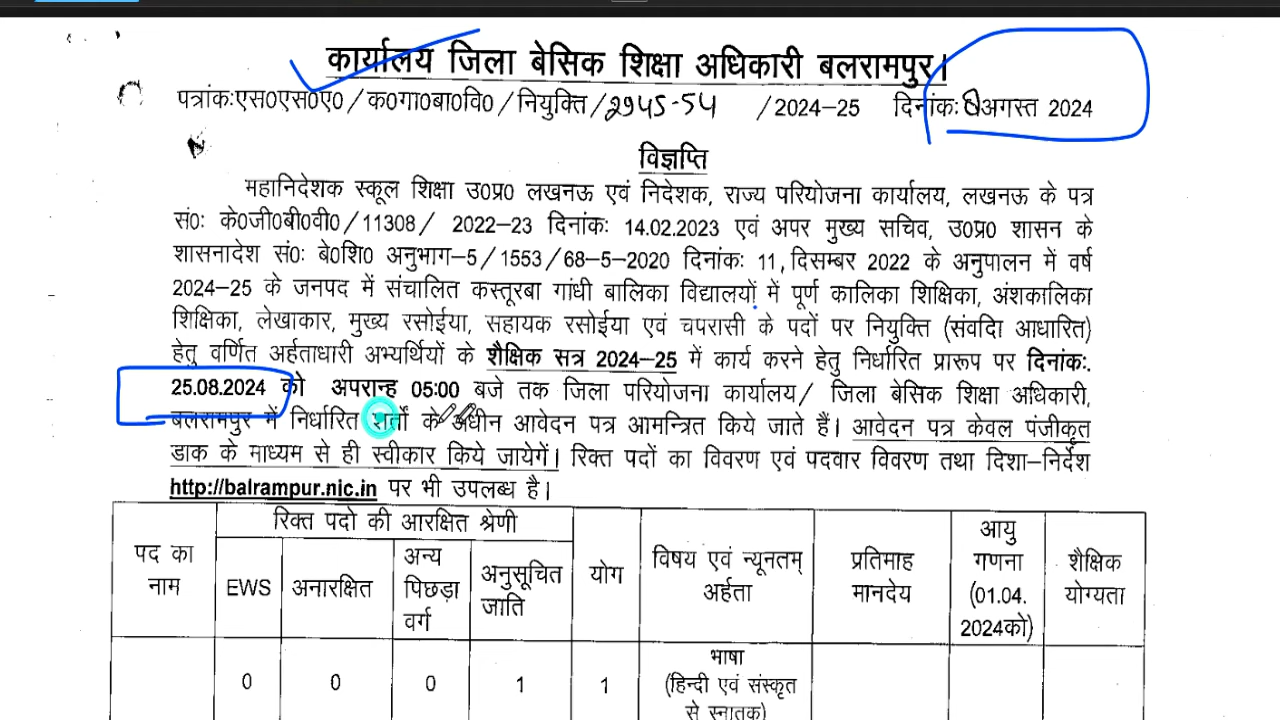 कार्यालय जिला बेसिक शिक्षा अधिकारी बलरामपुर।
पत्रांकःएस0एस0ए0/क0गा0बा0वि0/नियुक्ति/2945-54 /2024-25 दिनांकः अगस्त 2024
विज्ञप्ति
महानिदेशक स्कूल शिक्षा उ0प्र0 लखनऊ एवं निदेशक, राज्य परियोजना कार्यालय, लखनऊ के पत्र
सं0: के0जी0बी0वी0/11308/ 2022-23 दिनांकः 14.02.2023 एवं अपर मुख्य सचिव, उ0प्र0 शासन के
शासनादेश सं0: बे0शि0 अनुभाग-5/1553/68-5-2020 दिनांकः 11, दिसम्बर 2022 के अनुपालन में वर्ष
2024-25 के जनपद में संचालित कस्तूरबा गांधी बालिका विद्यालयों में पूर्ण कालिका शिक्षिका, अंशकालिका
शिक्षिका, लेखाकार, मुख्य रसोईया, सहायक रसोईया एवं चपरासी के पदों पर नियुक्ति (संवदिा आधारित)
हेतु वर्णित अर्हताधारी अभ्यर्थियों के शैक्षिक सत्र 2024-25 में कार्य करने हेतु निर्धारित प्रारूप पर दिनांकः
25.08.2024 को अपरान्ह 05:00 बजे तक जिला परियोजना कार्यालय/ जिला बेसिक शिक्षा अधिकारी,
बलरामपुर में निर्धारित शर्तों के अधीन आवेदन पत्र आमन्त्रित किये जाते हैं। आवेदन पत्र केवल पंजीकृत
डाक के माध्यम से ही स्वीकार किये जायेगें। रिक्त पदों का विवरण एवं पदवार विवरण तथा दिशा-निर्देश
http://balrampur.nic.in पर भी उपलब्ध है।
पद का नाम
रिक्त पदो की आरक्षित श्रेणी
EWS
अनारक्षित
अन्य
पिछड़ा
वर्ग
अनुसूचित
जाति
योग
विषय एवं न्यूनतम्
अर्हता
प्रतिमाह
मानदेय
आयु
गणना
(01.04.
2024को)
शैक्षिक
योग्यता
0 0 0 1 1
भाषा
(हिन्दी एवं संस्कृत
से स्नातक)